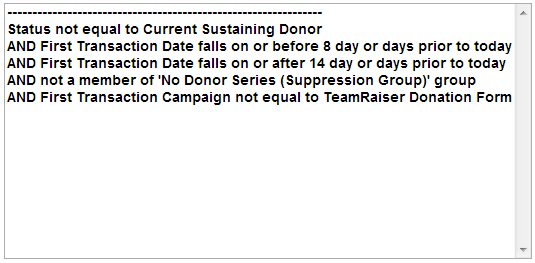 ---------------------------------------------------------------
Status not equal to Current Sustaining Donor
AND First Transaction Date falls on or before 8 day or days prior to today
AND First Transaction Date falls on or after 14 day or days prior to today
AND not a member of 'No Donor Series (Suppression Group)' group
AND First Transaction Campaign not equal to TeamRaiser Donation Form